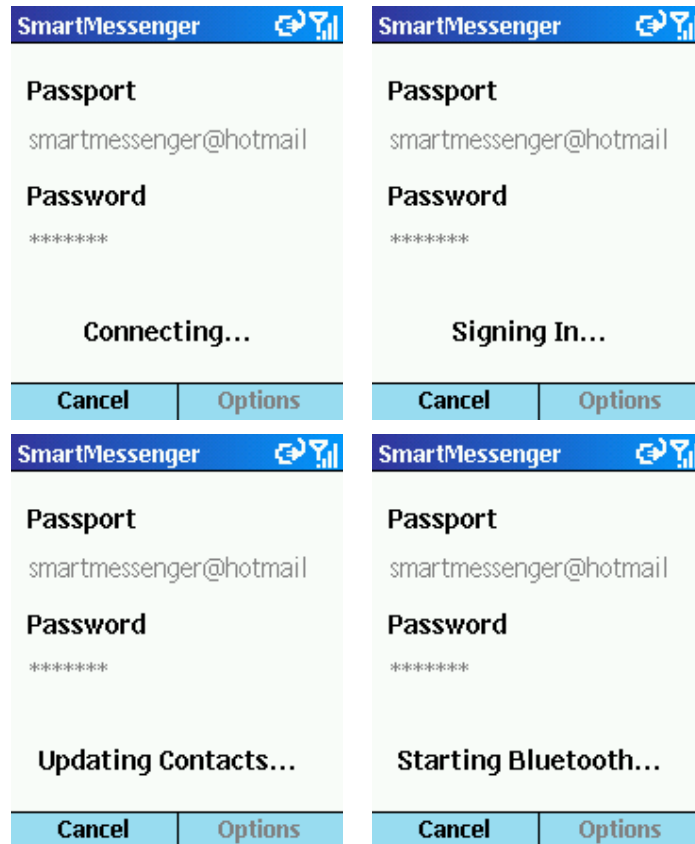 SmartMessenger
Passport
smartmessenger@hotmail
Password
*******
Connecting...
Cancel Options
SmartMessenger
Passport
smartmessenger@hotmail
Password
*******
Signing In...
Cancel Options
SmartMessenger
Passport
smartmessenger@hotmail
Password
*******
Updating Contacts...
Cancel Options
SmartMessenger
Passport
smartmessenger@hotmail
Password
*******
Starting Bluetooth...
Cancel Options